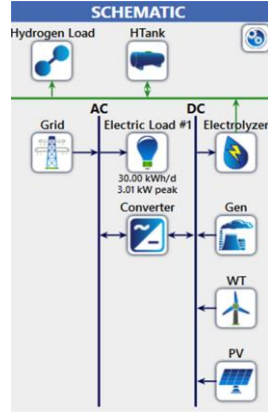 SCHEMATIC
Hydrogen Load HTank
AC DC
Grid Electric Load #1 Electrolyzer
30.00 kWh/d
3.01 kW peak
Converter Gen
WT
PV